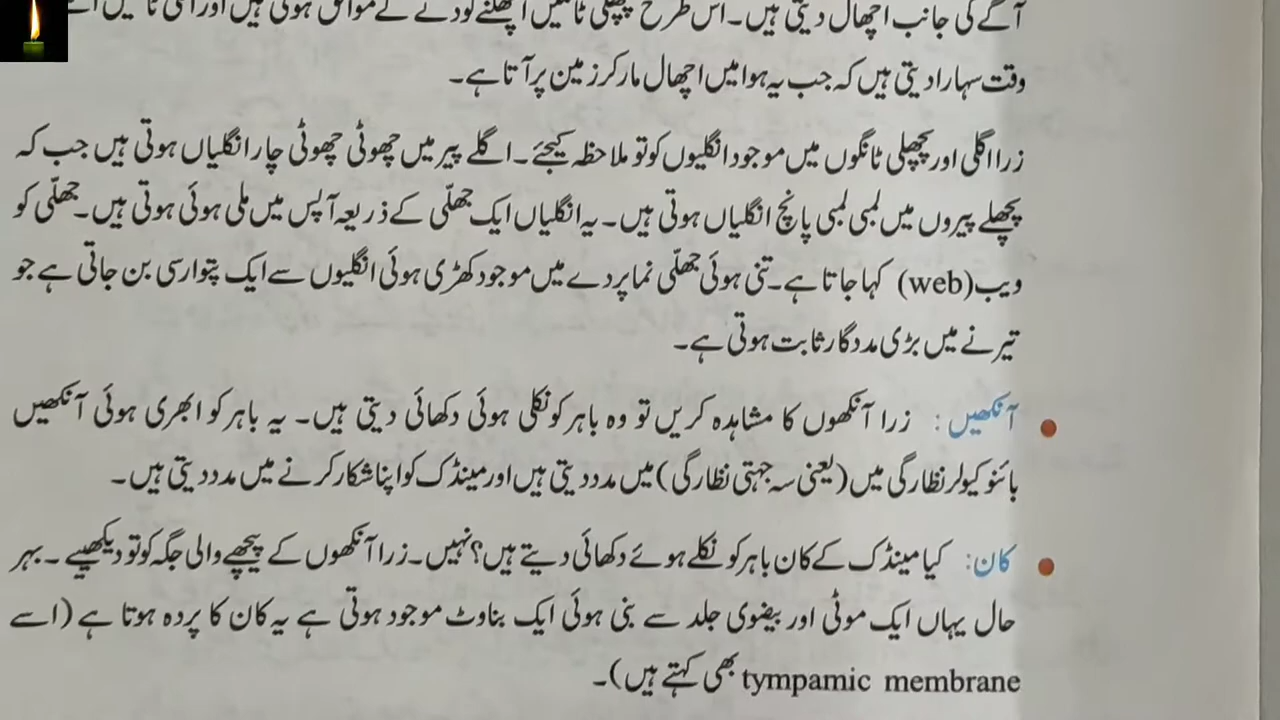 آگے کی جانب اچھال دیتی ہیں۔ اس طرح پچھلی ٹانگیں اچھلنے کودنے کے موافق ہوتی ہیں اور اگلی ٹانگیں اس
وقت سہارا دیتی ہیں کہ جب یہ ہوا میں اچھال مار کر زمین پر آتا ہے۔
زرا اگلی اور پچھلی ٹانگوں میں موجود انگلیوں کو تو ملاحظہ کیجئے۔ اگلے پیر میں چھوٹی چھوٹی چار انگلیاں ہوتی ہیں جب کہ
پچھلے پیروں میں لمبی لمبی پانچ انگلیاں ہوتی ہیں۔ یہ انگلیاں ایک جھلّی کے ذریعہ آپس میں ملی ہوئی ہوتی ہیں۔ جھلّی کو
ویب (web) کہا جاتا ہے۔ تنی ہوئی جھلّی نما پردے میں موجود کھڑی ہوئی انگلیوں سے ایک پتوار سی بن جاتی ہے جو
تیرنے میں بڑی مددگار ثابت ہوتی ہے۔
آنکھیں: زرا آنکھوں کا مشاہدہ کریں تو وہ باہر کو نکلی ہوئی دکھائی دیتی ہیں۔ یہ باہر کو ابھری ہوئی آنکھیں
بائنوکیولر نظارگی میں (یعنی سہ جہتی نظارگی) میں مدد دیتی ہیں اور مینڈک کو اپنا شکار کرنے میں مدد دیتی ہیں۔
کان: کیا مینڈک کے کان باہر کو نکلے ہوئے دکھائی دیتے ہیں؟ نہیں۔ زرا آنکھوں کے پیچھے والی جگہ کو تو دیکھیے۔ بہر
حال یہاں ایک موٹی اور بیضوی جلد سے بنی ہوئی ایک بناوٹ موجود ہوتی ہے یہ کان کا پردہ ہوتا ہے (اسے
tympamic membrane بھی کہتے ہیں)۔